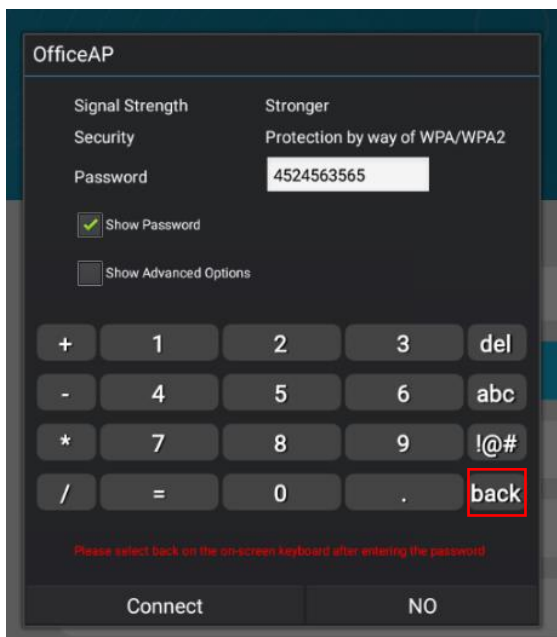 OfficeAP
Signal Strength Stronger
Security Protection by way of WPA/WPA2
Password 4524563565
Show Password
Show Advanced Options
+ 1 2 3 del
- 4 5 6 abc
* 7 8 9 !@#
/ = 0 . back
Please select back on the on-screen keyboard after entering the password
Connect NO